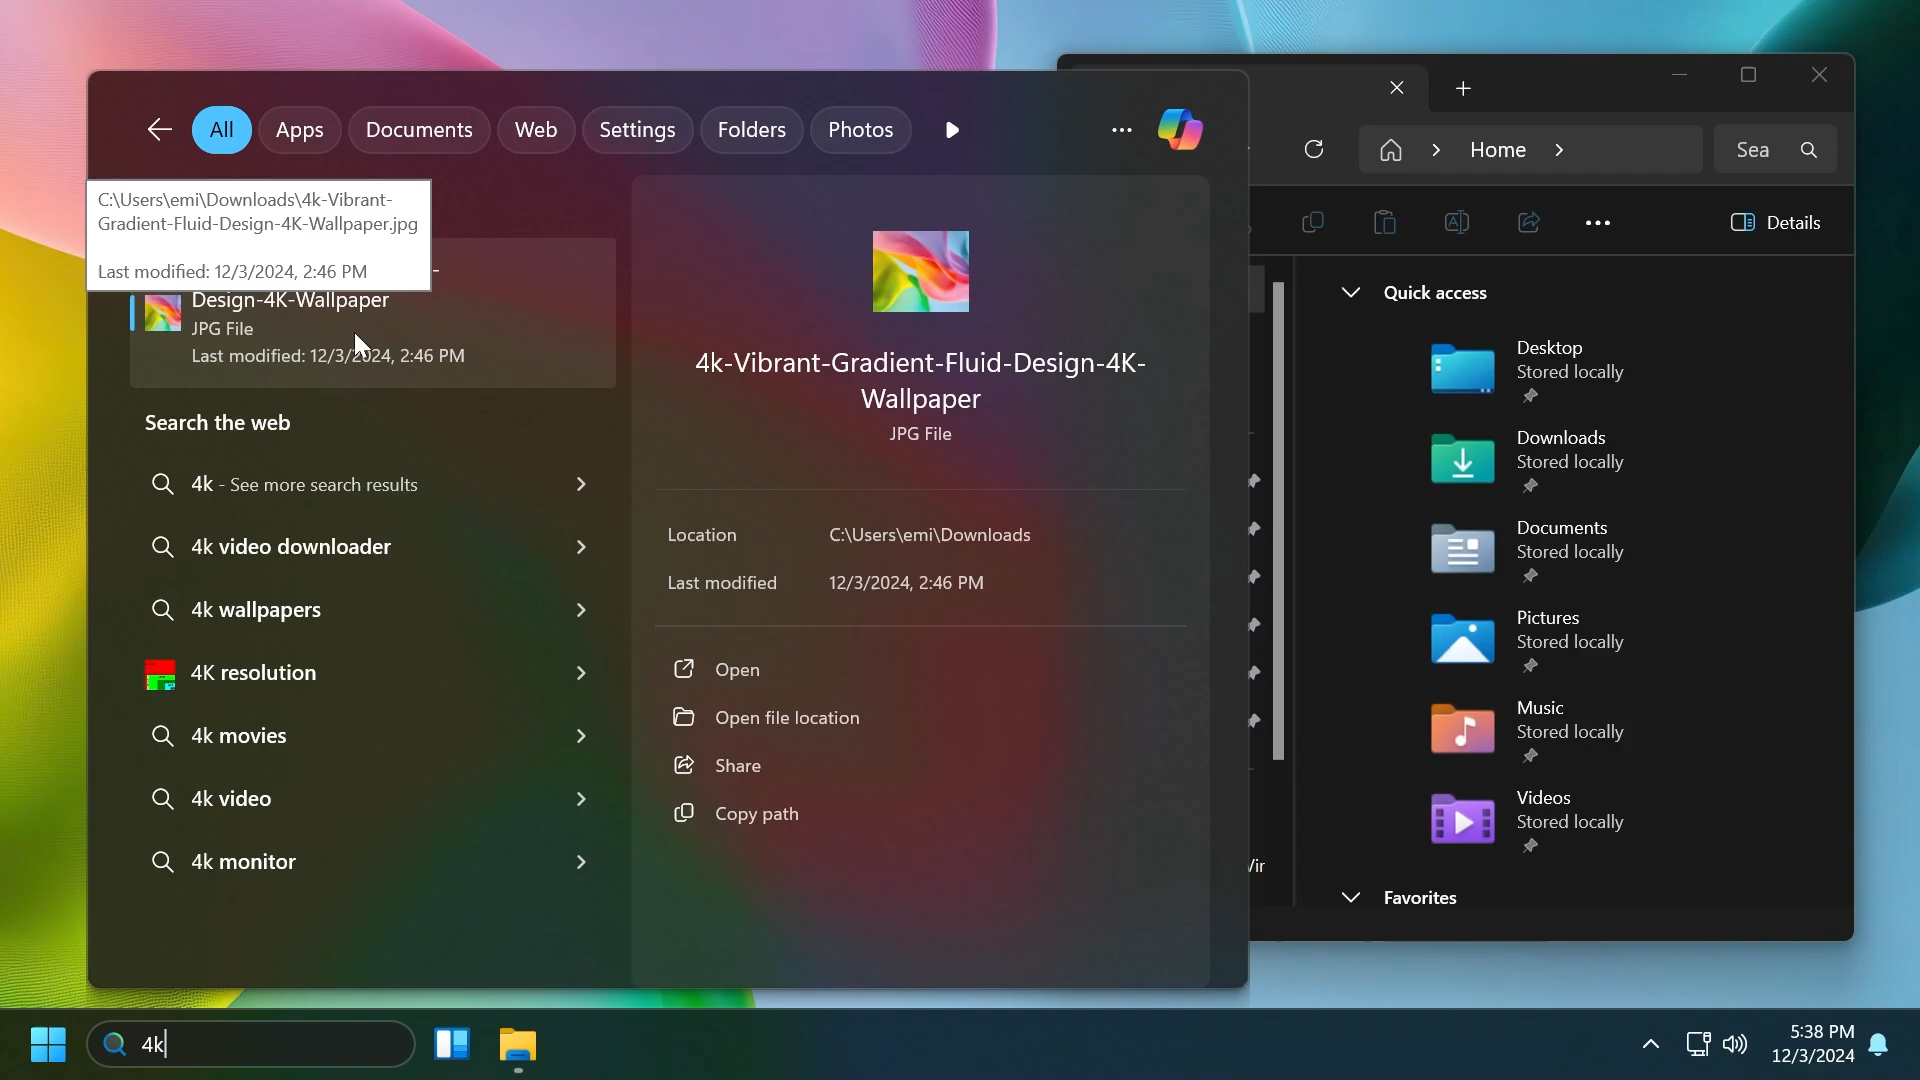 All
Apps
Documents
Web
Settings
Folders
Photos
C:\Users\emi\Downloads\4k-Vibrant-
Gradient-Fluid-Design-4K-Wallpaper.jpg
Last modified: 12/3/2024, 2:46 PM
Design-4K-Wallpaper
JPG File
Last modified: 12/3/2024, 2:46 PM
Search the web
4k - See more search results
4k video downloader
4k wallpapers
4K resolution
4k movies
4k video
4k monitor
4k-Vibrant-Gradient-Fluid-Design-4K-
Wallpaper
JPG File
Location C:\Users\emi\Downloads
Last modified 12/3/2024, 2:46 PM
Open
Open file location
Share
Copy path
Home
Sea
Details
Quick access
Desktop
Stored locally
Downloads
Stored locally
Documents
Stored locally
Pictures
Stored locally
Music
Stored locally
Videos
Stored locally
Favorites
4k
5:38 PM
12/3/2024